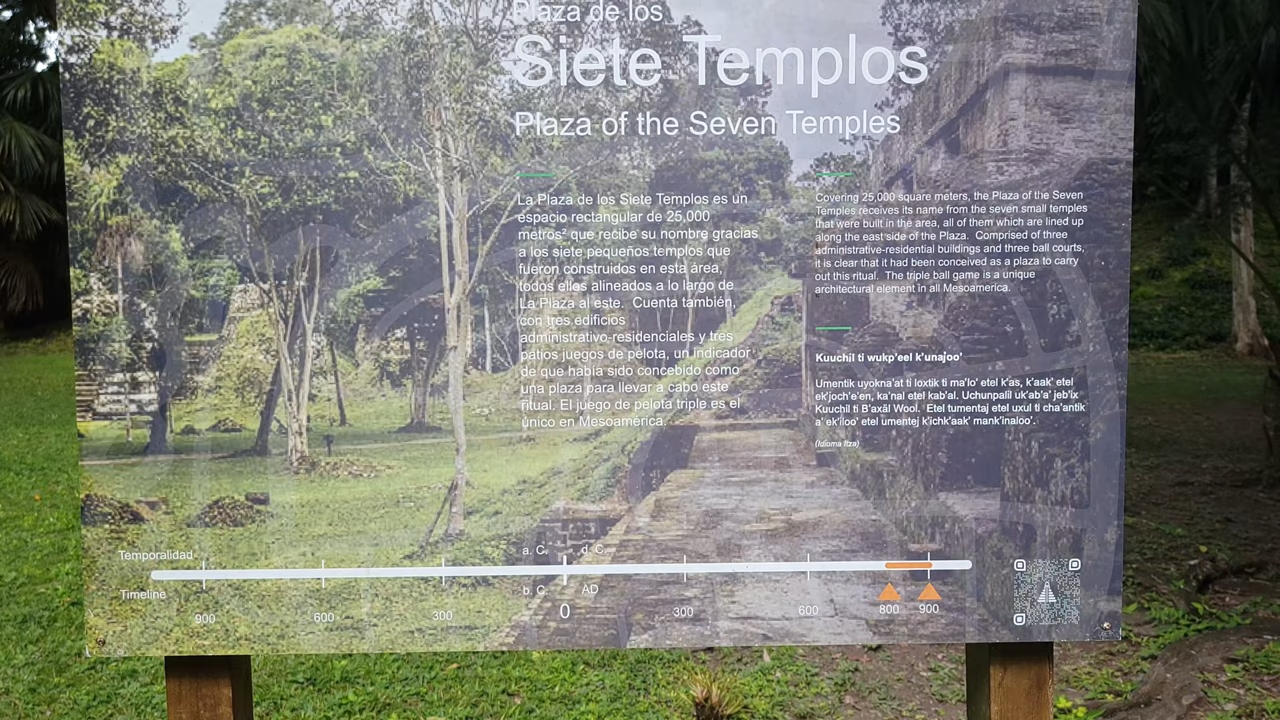 Plaza de los
Siete Templos
Plaza of the Seven Temples
La Plaza de los Siete Templos es un
espacio rectangular de 25,000
metros² que recibe su nombre gracias
a los siete pequeños templos que
fueron construidos en esta área,
todos ellos alineados a lo largo de
La Plaza al este. Cuenta también,
con tres edificios
administrativo-residenciales y tres
patios juegos de pelota, un indicador
de que había sido concebido como
una plaza para llevar a cabo este
ritual. El juego de pelota triple es el
único en Mesoamérica.
Covering 25,000 square meters, the Plaza of the Seven
Temples receives its name from the seven small temples
that were built in the area, all of them which are lined up
along the east side of the Plaza. Comprised of three
administrative-residential buildings and three ball courts,
it is clear that it had been conceived as a plaza to carry
out this ritual. The triple ball game is a unique
architectural element in all Mesoamerica.
Kuuchil ti wukp'eel k'unajoo'
Umentik uyokna'at ti loxtik ti ma'lo' etel k'as, k'aak' etel
ek'joch'e'en, ka'nal etel kab'al. Uchunpalil uk'ab'a' jeb'ix
Kuuchil ti B'axäl Wool. Etel tumentaj etel uxul ti cha'antik
a' ek'iloo' etel umentej k'ichk'aak' mank'inaloo'.
(Idioma Itza)
Temporalidad
a. C. d. C.
Timeline
b. C. AD
900 600 300 0 300 600 800 900